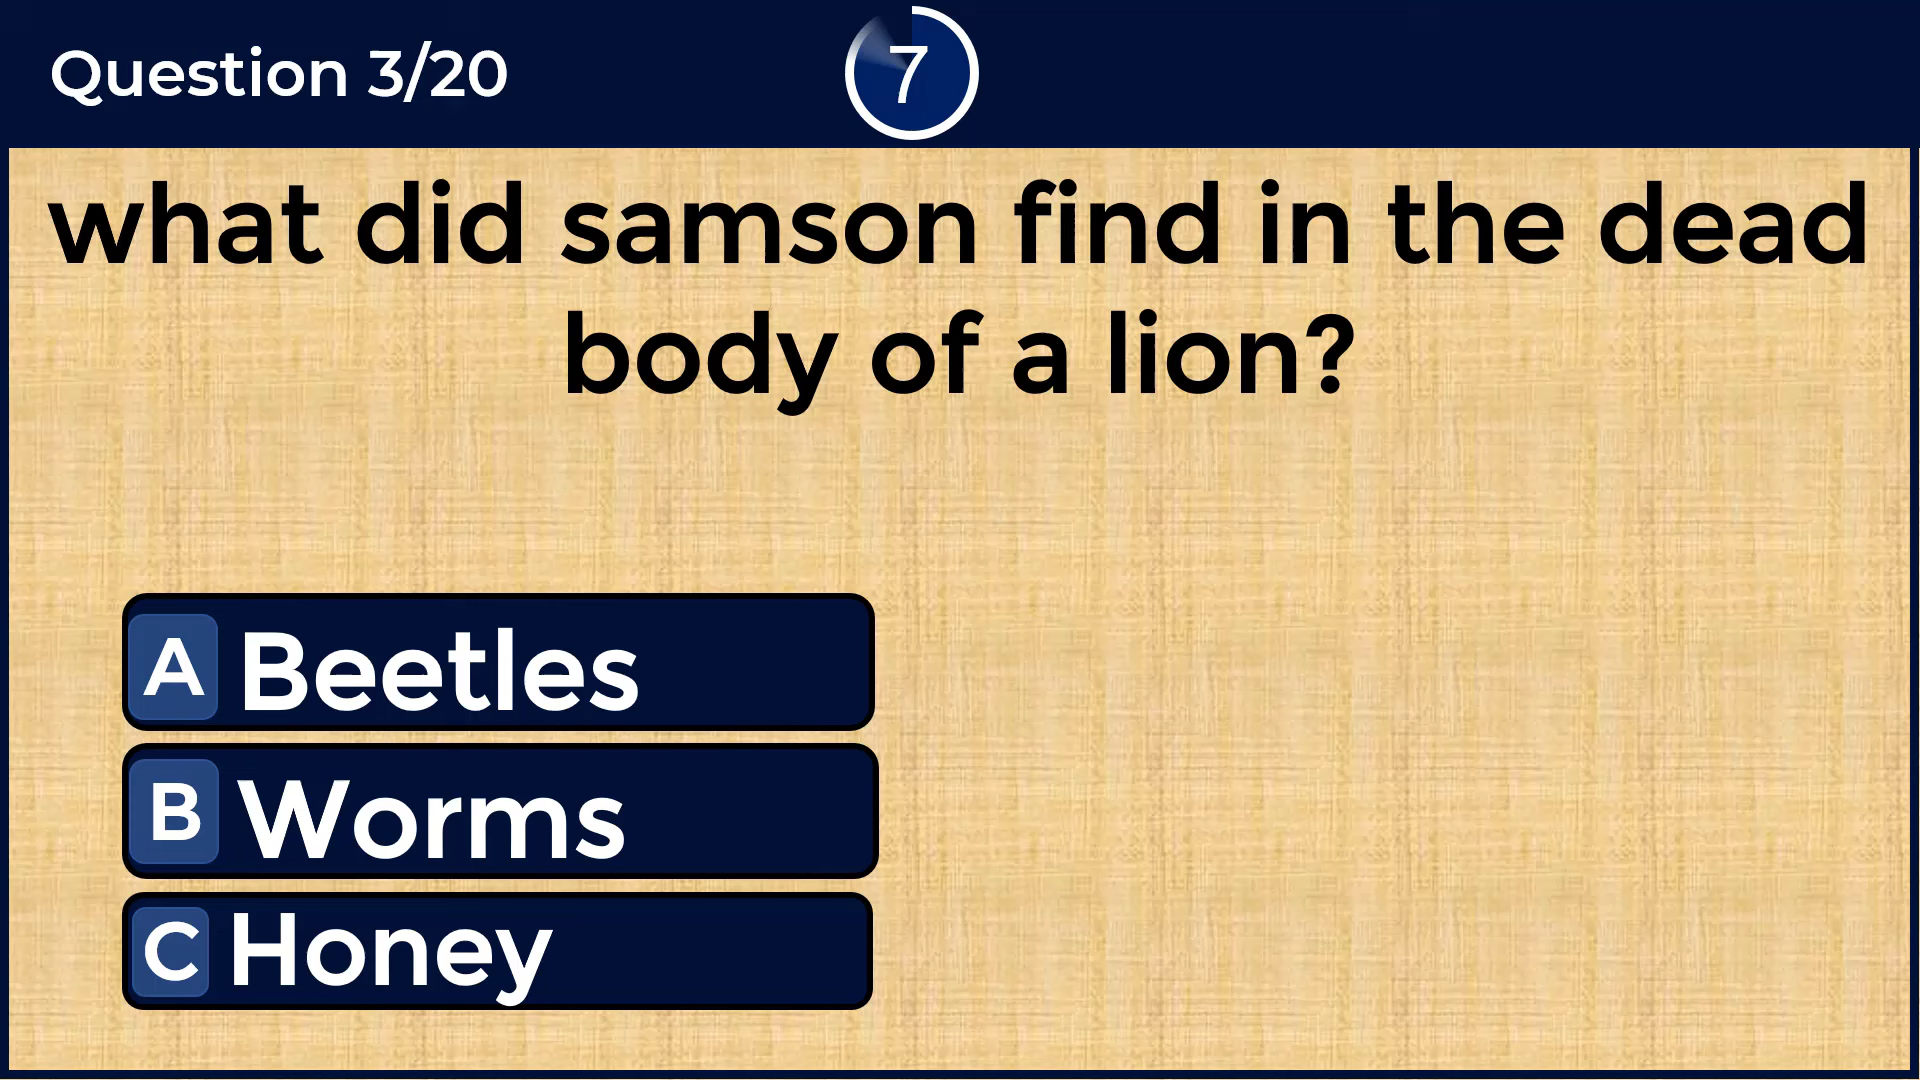 Question 3/20
7
what did samson find in the dead
body of a lion?
A Beetles
B Worms
C Honey